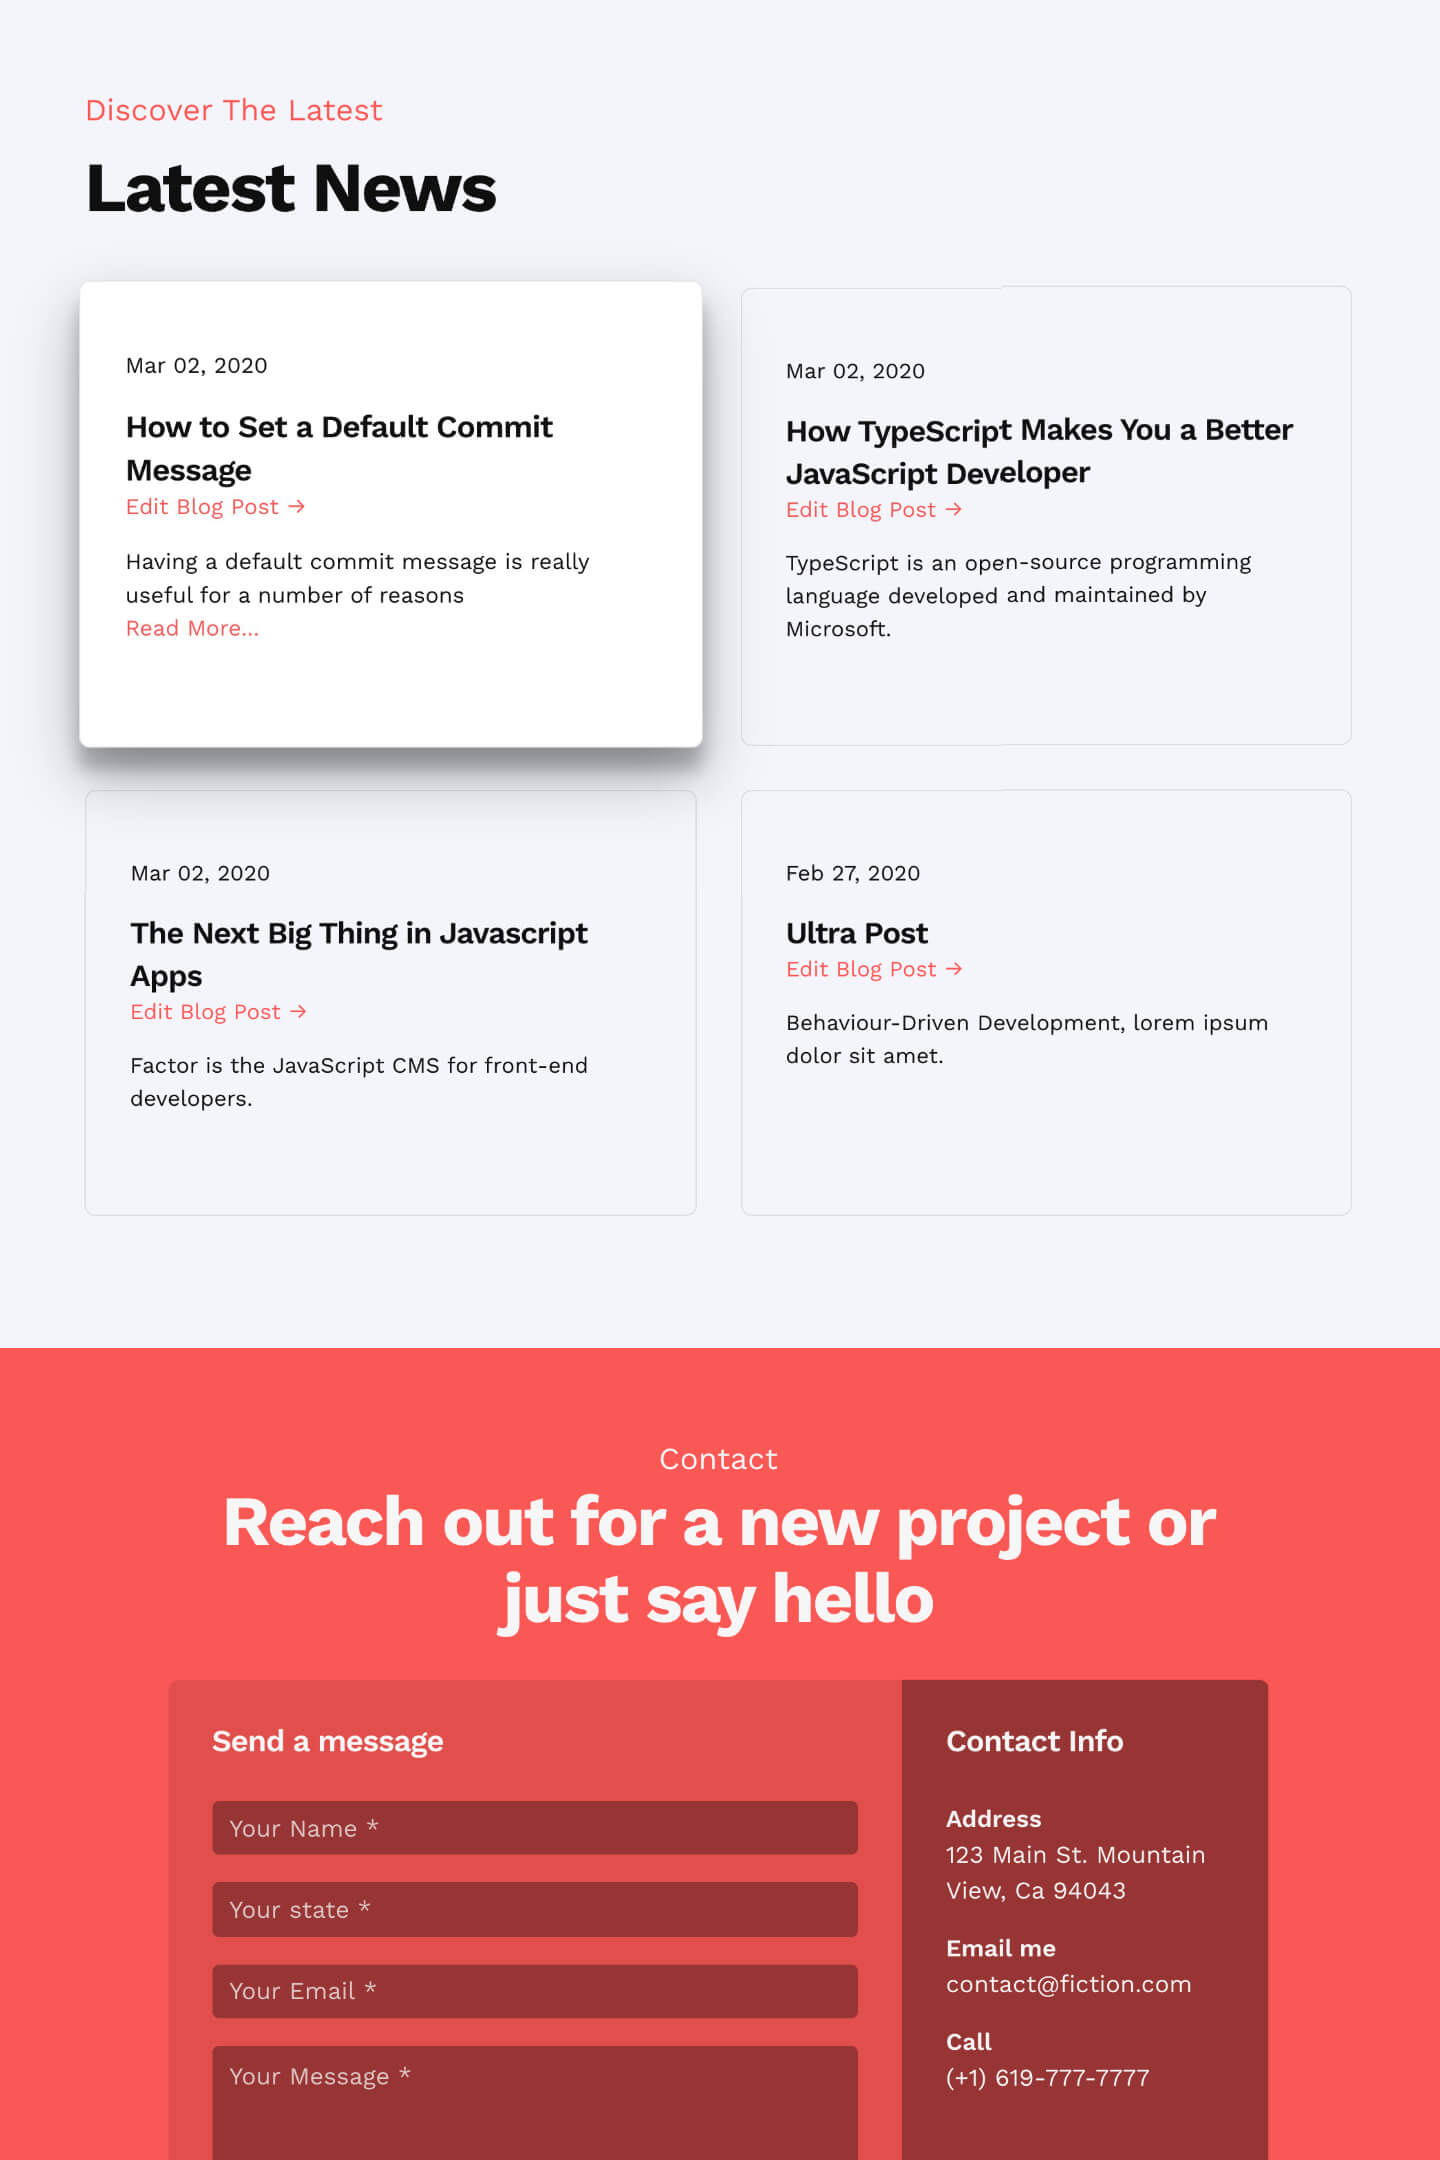 Discover The Latest
Latest News
Mar 02, 2020
How to Set a Default Commit
Message
Edit Blog Post →
Having a default commit message is really
useful for a number of reasons
Read More...
Mar 02, 2020
How TypeScript Makes You a Better
JavaScript Developer
Edit Blog Post →
TypeScript is an open-source programming
language developed and maintained by
Microsoft.
Mar 02, 2020
The Next Big Thing in Javascript
Apps
Edit Blog Post →
Factor is the JavaScript CMS for front-end
developers.
Feb 27, 2020
Ultra Post
Edit Blog Post →
Behaviour-Driven Development, lorem ipsum
dolor sit amet.
Contact
Reach out for a new project or
just say hello
Send a message
Your Name *
Your state *
Your Email *
Your Message *
Contact Info
Address
123 Main St. Mountain
View, Ca 94043
Email me
contact@fiction.com
Call
(+1) 619-777-7777